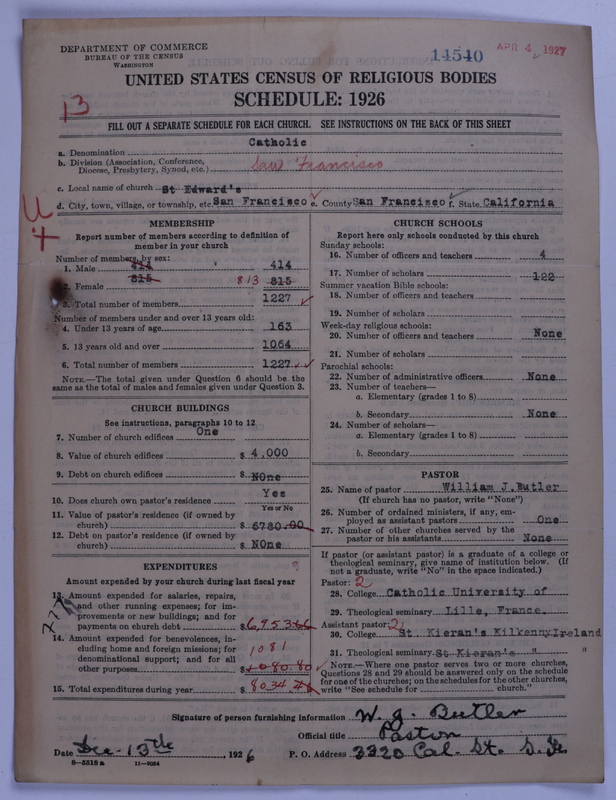 DEPARTMENT OF COMMERCE
BUREAU OF THE CENSUS
WASHINGTON
14540
APR 4 1927
UNITED STATES CENSUS OF RELIGIOUS BODIES
SCHEDULE: 1926
13
FILL OUT A SEPARATE SCHEDULE FOR EACH CHURCH. SEE INSTRUCTIONS ON THE BACK OF THIS SHEET
a. Denomination Catholic
b. Division (Association, Conference, Diocese, Presbytery, Synod, etc.) San Francisco
c. Local name of church St Edward's
d. City, town, village, or township, etc. San Francisco e. County San Francisco f. State California
MEMBERSHIP
Report number of members according to definition of
member in your church
Number of members, by sex:
1. Male 414 414
2. Female 815 813 815
3. Total number of members 1227
Number of members under and over 13 years old:
4. Under 13 years of age 163
5. 13 years old and over 1064
6. Total number of members 1227
NOTE.—The total given under Question 6 should be the
same as the total of males and females given under Question 3.
CHURCH BUILDINGS
See instructions, paragraphs 10 to 12
7. Number of church edifices One
8. Value of church edifices $ 4,000
9. Debt on church edifices $ NOne
10. Does church own pastor's residence Yes
Yes or No
11. Value of pastor's residence (if owned by
church) $ 6780.00
12. Debt on pastor's residence (if owned by
church) $ NOne
EXPENDITURES
Amount expended by your church during last fiscal year
13. Amount expended for salaries, repairs,
and other running expenses; for im-
provements or new buildings; and for
payments on church debt $ 6,953
14. Amount expended for benevolences, in-
cluding home and foreign missions; for
denominational support; and for all
other purposes 1081 $ 1080.80
15. Total expenditures during year $ 8034
CHURCH SCHOOLS
Report here only schools conducted by this church
Sunday schools:
16. Number of officers and teachers 4
17. Number of scholars 122
Summer vacation Bible schools:
18. Number of officers and teachers
19. Number of scholars
Week-day religious schools:
20. Number of officers and teachers None
21. Number of scholars
Parochial schools:
22. Number of administrative officers None
23. Number of teachers—
a. Elementary (grades 1 to 8)
b. Secondary None
24. Number of scholars—
a. Elementary (grades 1 to 8)
b. Secondary
PASTOR
25. Name of pastor William J.Butler
(If church has no pastor, write "None")
26. Number of ordained ministers, if any, em-
ployed as assistant pastors One
27. Number of other churches served by the
pastor or his assistants None
If pastor (or assistant pastor) is a graduate of a college or
theological seminary, give name of institution below. (If
not a graduate, write "No" in the space indicated.)
Pastor: 2
28. College Catholic University of
29. Theological seminary Lille, France.
Assistant pastor: 2
30. College St. Kieran's Kilkenny Ireland
31. Theological seminary St Kieran's " "
NOTE.—Where one pastor serves two or more churches,
Questions 28 and 29 should be answered only on the schedule
for one of the churches; on the schedules for the other churches,
write "See schedule for church."
Signature of person furnishing information W. J. Butler
Official title Pastor
Date Dec. 13th, 1926 P. O. Address 3320 Cal. St. S. F.
8—5518a 11—9034